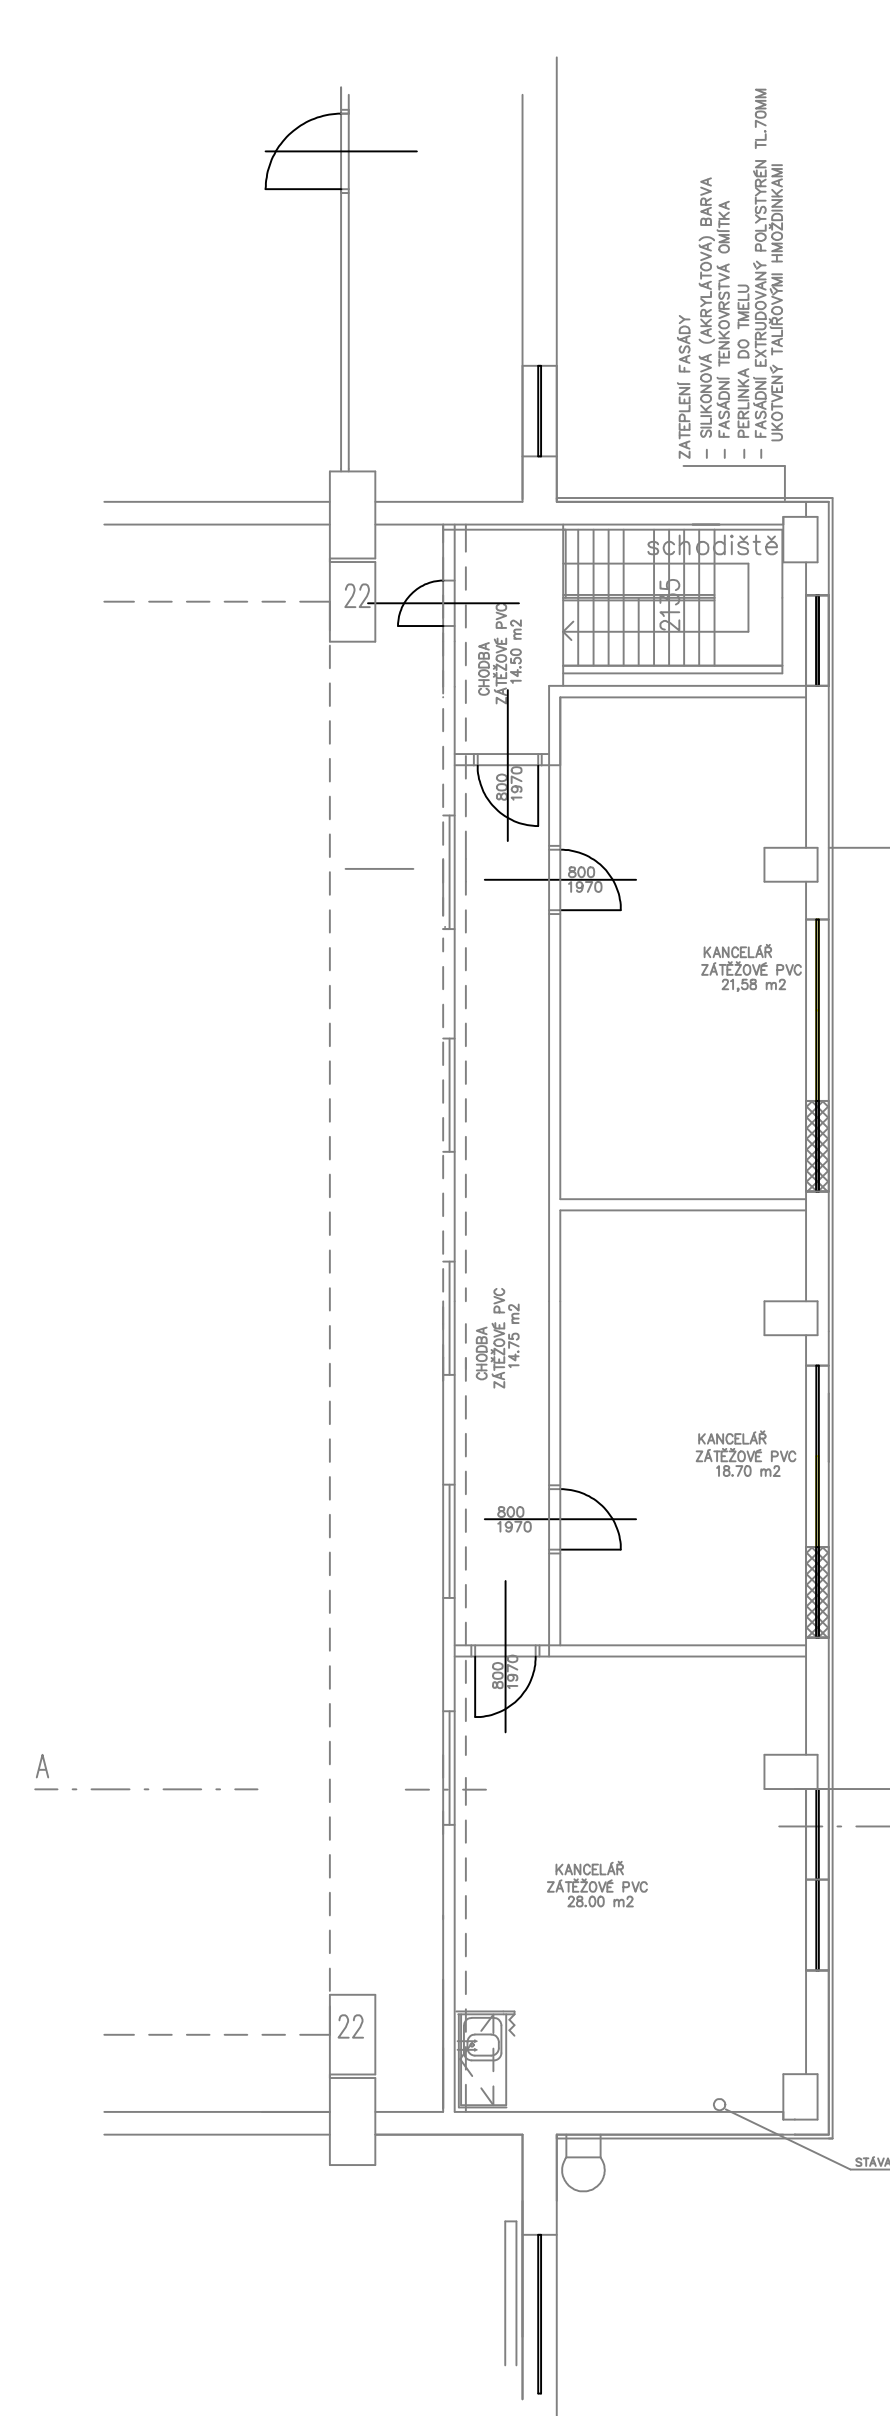 ZATEPLENÍ FASÁDY
– SILIKONOVÁ (AKRYLÁTOVÁ) BARVA
– FASÁDNÍ TENKOVRSTVÁ OMÍTKA
– PERLINKA DO TMELU
– FASÁDNÍ EXTRUDOVANÝ POLYSTYRÉN TL.70MM
UKOTVENÝ TALÍŘOVÝMI HMOŽDINKAMI
schodiště
2135
22
CHODBA
ZÁTĚŽOVÉ PVC
14.50 m2
800
1970
800
1970
KANCELÁŘ
ZÁTĚŽOVÉ PVC
21,58 m2
CHODBA
ZÁTĚŽOVÉ PVC
14.75 m2
KANCELÁŘ
ZÁTĚŽOVÉ PVC
18.70 m2
800
1970
800
1970
A
KANCELÁŘ
ZÁTĚŽOVÉ PVC
28.00 m2
22
STÁVA